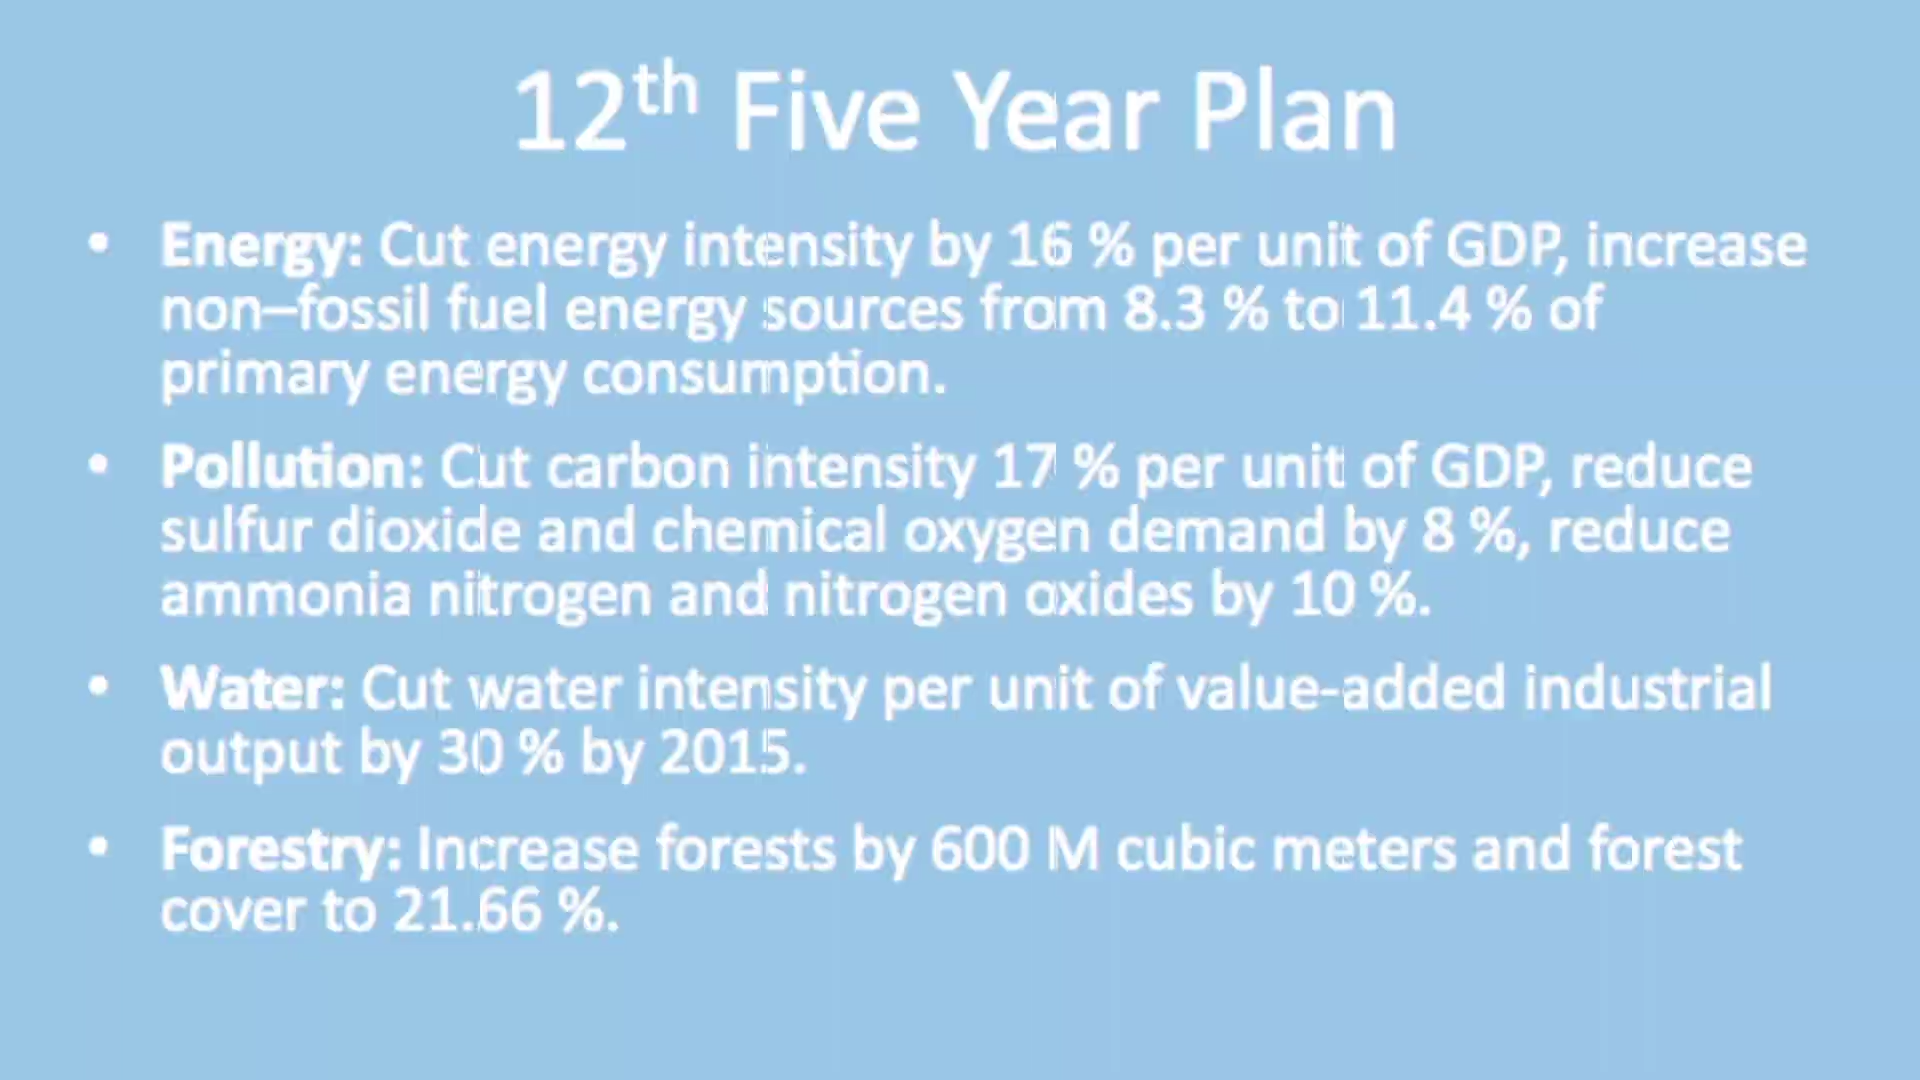 12th Five Year Plan
• Energy: Cut energy intensity by 16 % per unit of GDP, increase
non–fossil fuel energy sources from 8.3 % to 11.4 % of
primary energy consumption.
• Pollution: Cut carbon intensity 17 % per unit of GDP, reduce
sulfur dioxide and chemical oxygen demand by 8 %, reduce
ammonia nitrogen and nitrogen oxides by 10 %.
• Water: Cut water intensity per unit of value-added industrial
output by 30 % by 2015.
• Forestry: Increase forests by 600 M cubic meters and forest
cover to 21.66 %.